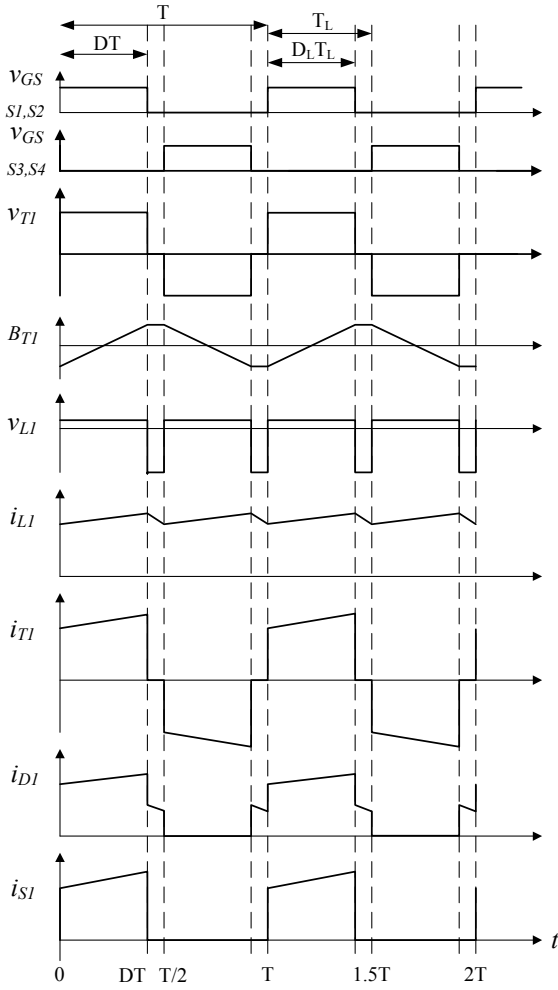 T
T_L
DT
D_LT_L
v_GS
S1,S2
v_GS
S3,S4
v_T1
B_T1
v_L1
i_L1
i_T1
i_D1
i_S1
t
0 DT T/2 T 1.5T 2T